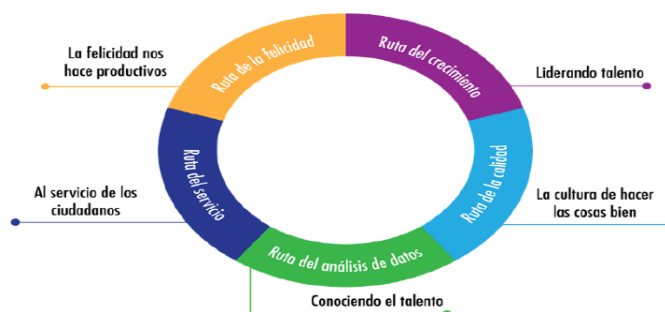 Ruta de la felicidad
Ruta del crecimiento
La felicidad nos
hace productivos
Liderando talento
Ruta del servicio
Ruta de la calidad
Al servicio de los
ciudadanos
La cultura de hacer
las cosas bien
Ruta del análisis de datos
Conociendo el talento